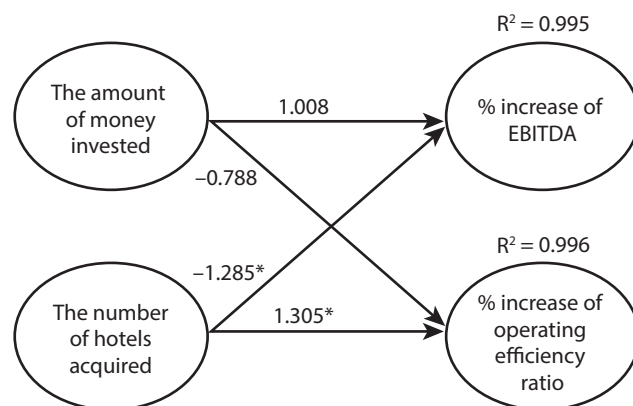 R² = 0.995
The amount
of money
invested
1.008
% increase of
EBITDA
–0.788
R² = 0.996
–1.285*
The number
of hotels
acquired
1.305*
% increase of
operating
efficiency
ratio